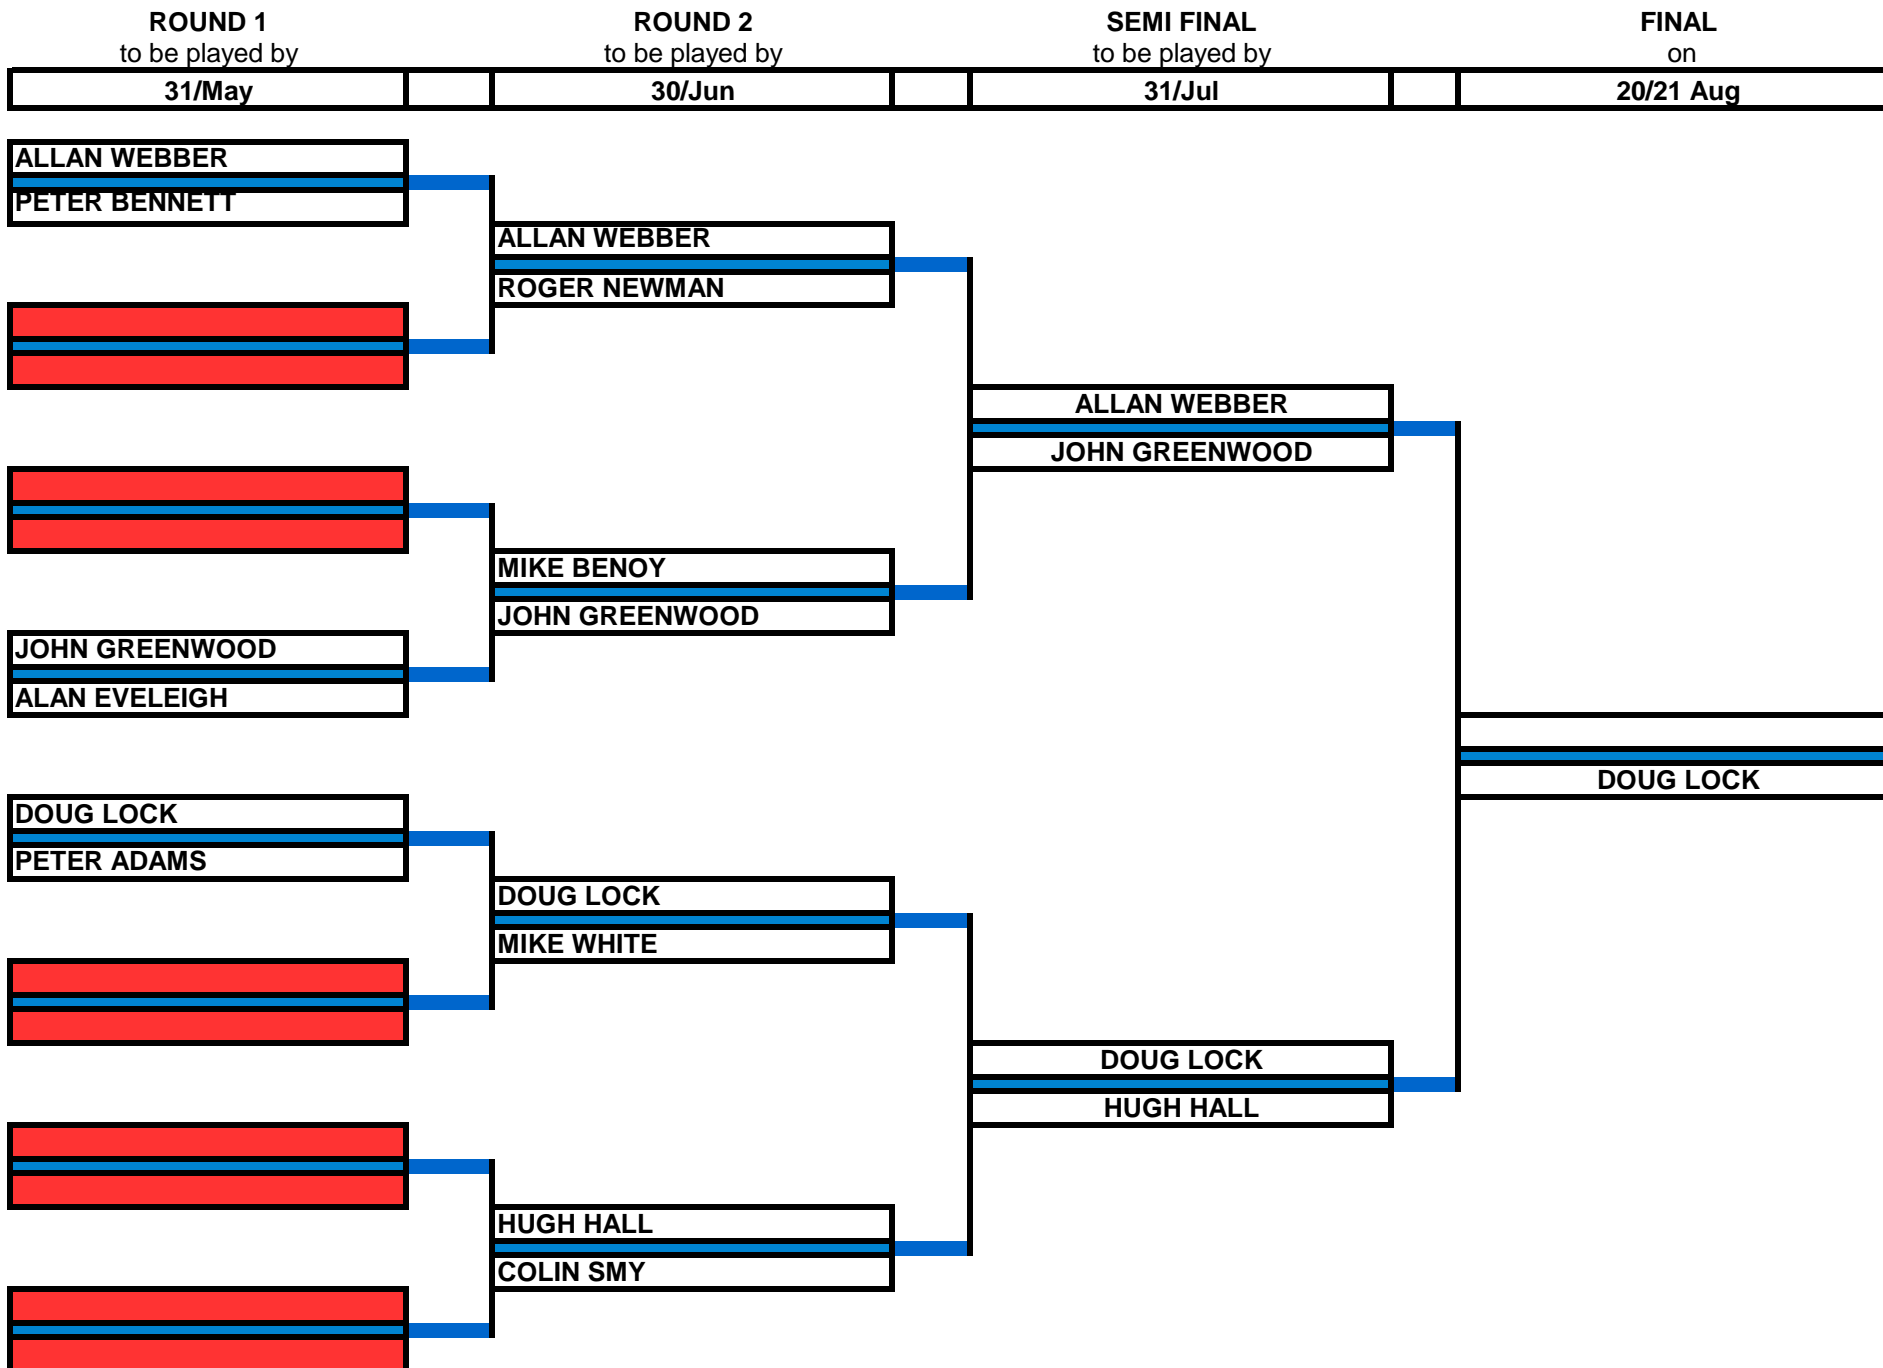 ROUND 1
to be played by
31/May
ROUND 2
to be played by
30/Jun
SEMI FINAL
to be played by
31/Jul
FINAL
on
20/21 Aug
ALLAN WEBBER
PETER BENNETT
JOHN GREENWOOD
ALAN EVELEIGH
DOUG LOCK
PETER ADAMS
ALLAN WEBBER
ROGER NEWMAN
MIKE BENOY
JOHN GREENWOOD
DOUG LOCK
MIKE WHITE
HUGH HALL
COLIN SMY
ALLAN WEBBER
JOHN GREENWOOD
DOUG LOCK
HUGH HALL
DOUG LOCK